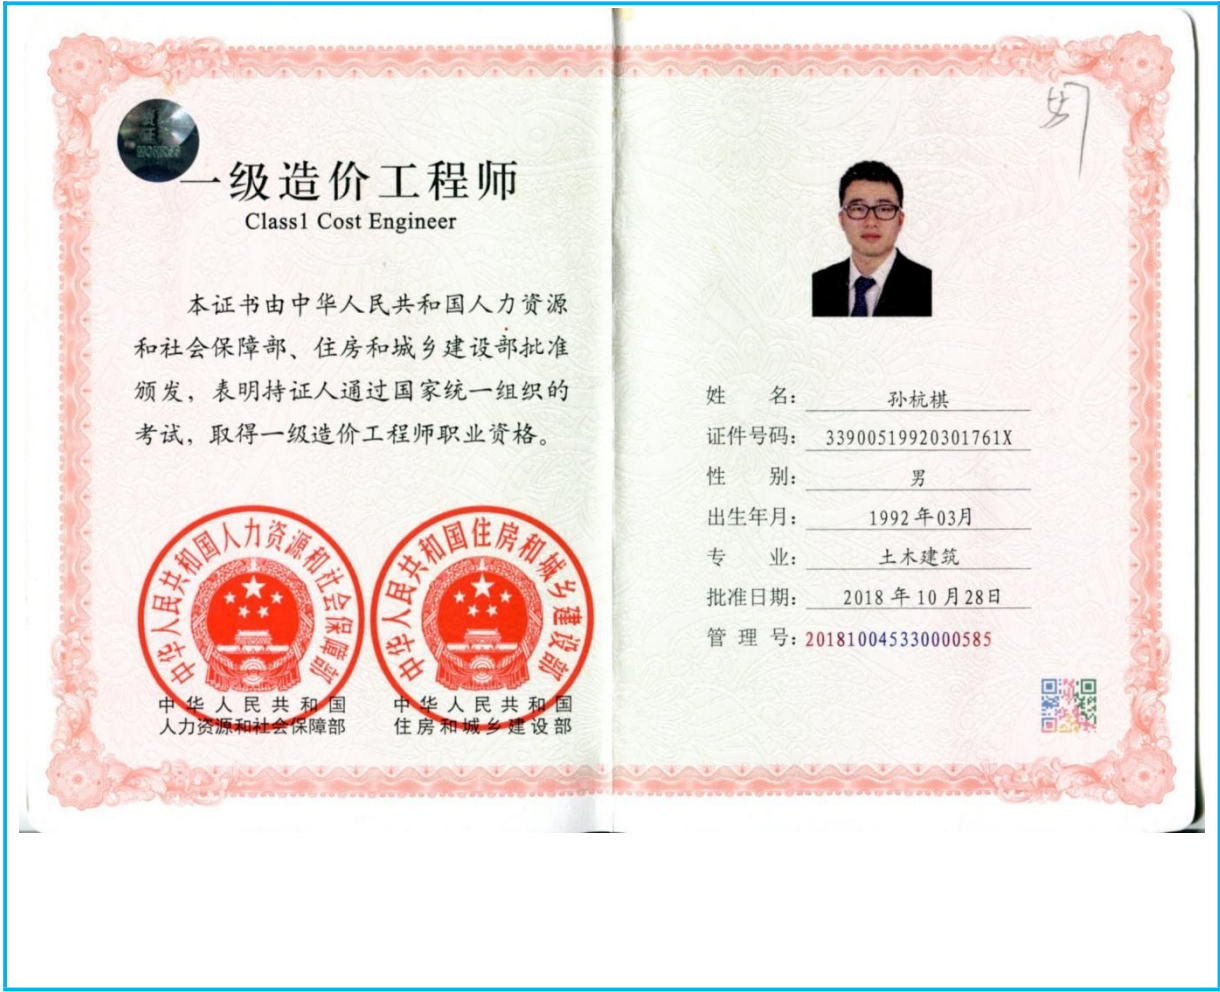 一级造价工程师
Class1 Cost Engineer
本证书由中华人民共和国人力资源
和社会保障部、住房和城乡建设部批准
颁发，表明持证人通过国家统一组织的
考试，取得一级造价工程师职业资格。
中华人民共和国人力资源和社会保障部
中华人民共和国
人力资源和社会保障部
中华人民共和国住房和城乡建设部
中华人民共和国
住房和城乡建设部
姓名：孙杭棋
证件号码：33900519920301761X
性别：男
出生年月：1992年03月
专业：土木建筑
批准日期：2018年10月28日
管理号：201810045330000585